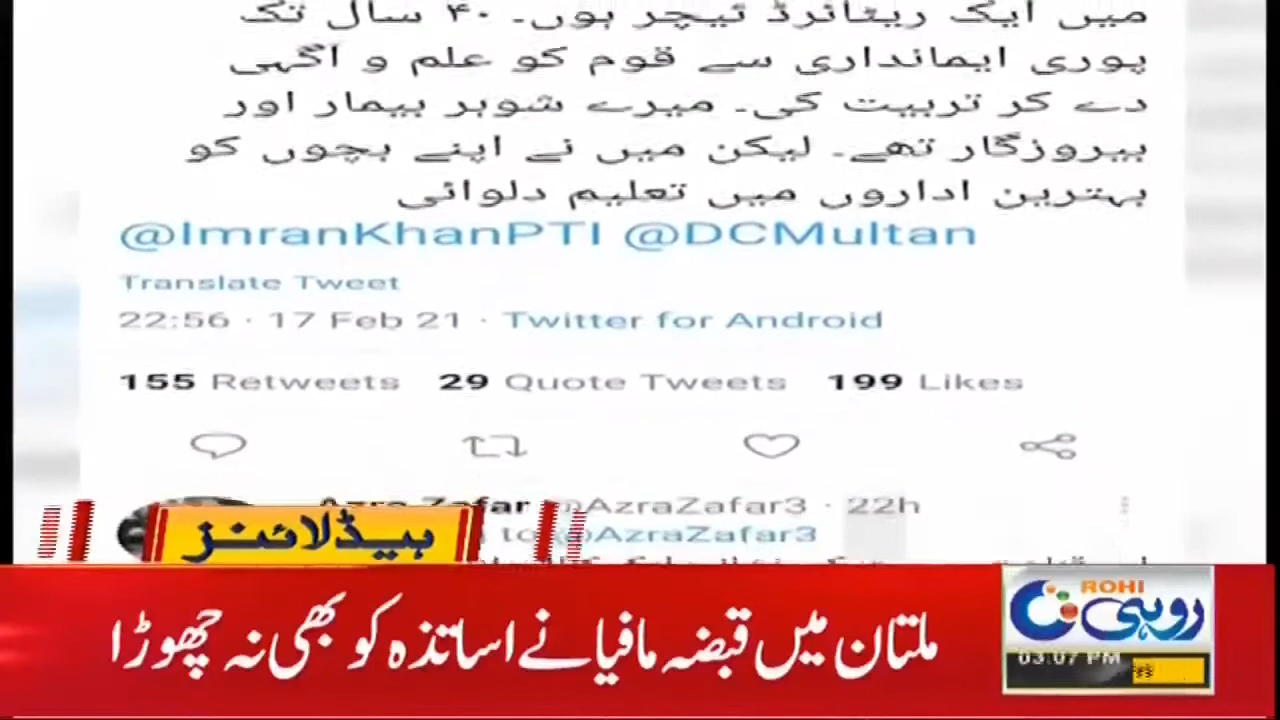 میں ایک ریٹائرڈ ٹیچر ہوں۔ ۴۰ سال تک
پوری ایمانداری سے قوم کو علم و آگہی
دے کر تربیت کی۔ میرے شوہر بیمار اور
بیروزگار تھے۔ لیکن میں نے اپنے بچوں کو
بہترین اداروں میں تعلیم دلوائی
@ImranKhanPTI @DCMultan
Translate Tweet
22:56 · 17 Feb 21 · Twitter for Android
155 Retweets 29 Quote Tweets 199 Likes
Azra Zafar @AzraZafar3 · 22h
to @AzraZafar3
ہیڈلائنز
ملتان میں قبضہ مافیا نے اساتذہ کو بھی نہ چھوڑا
ROHI
روہی
03:07 PM